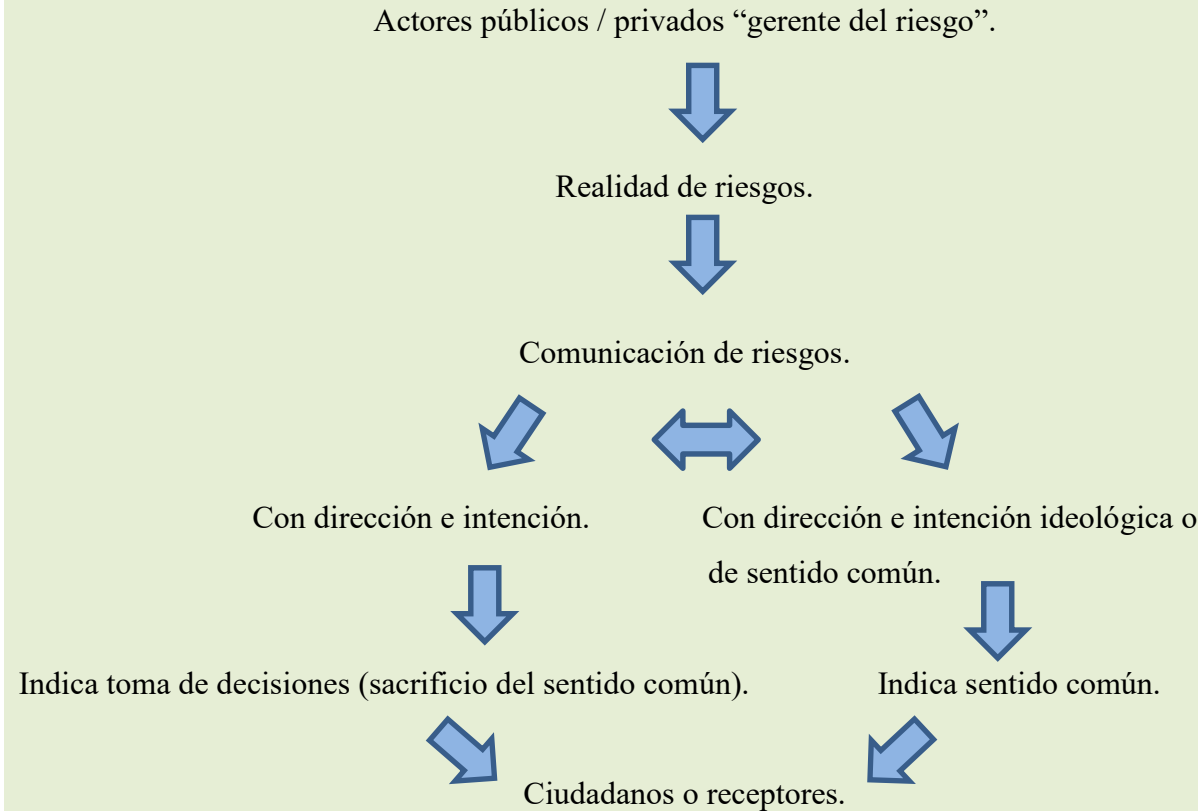 Actores públicos / privados “gerente del riesgo”.
Realidad de riesgos.
Comunicación de riesgos.
Con dirección e intención.
Con dirección e intención ideológica o
de sentido común.
Indica toma de decisiones (sacrificio del sentido común).
Indica sentido común.
Ciudadanos o receptores.